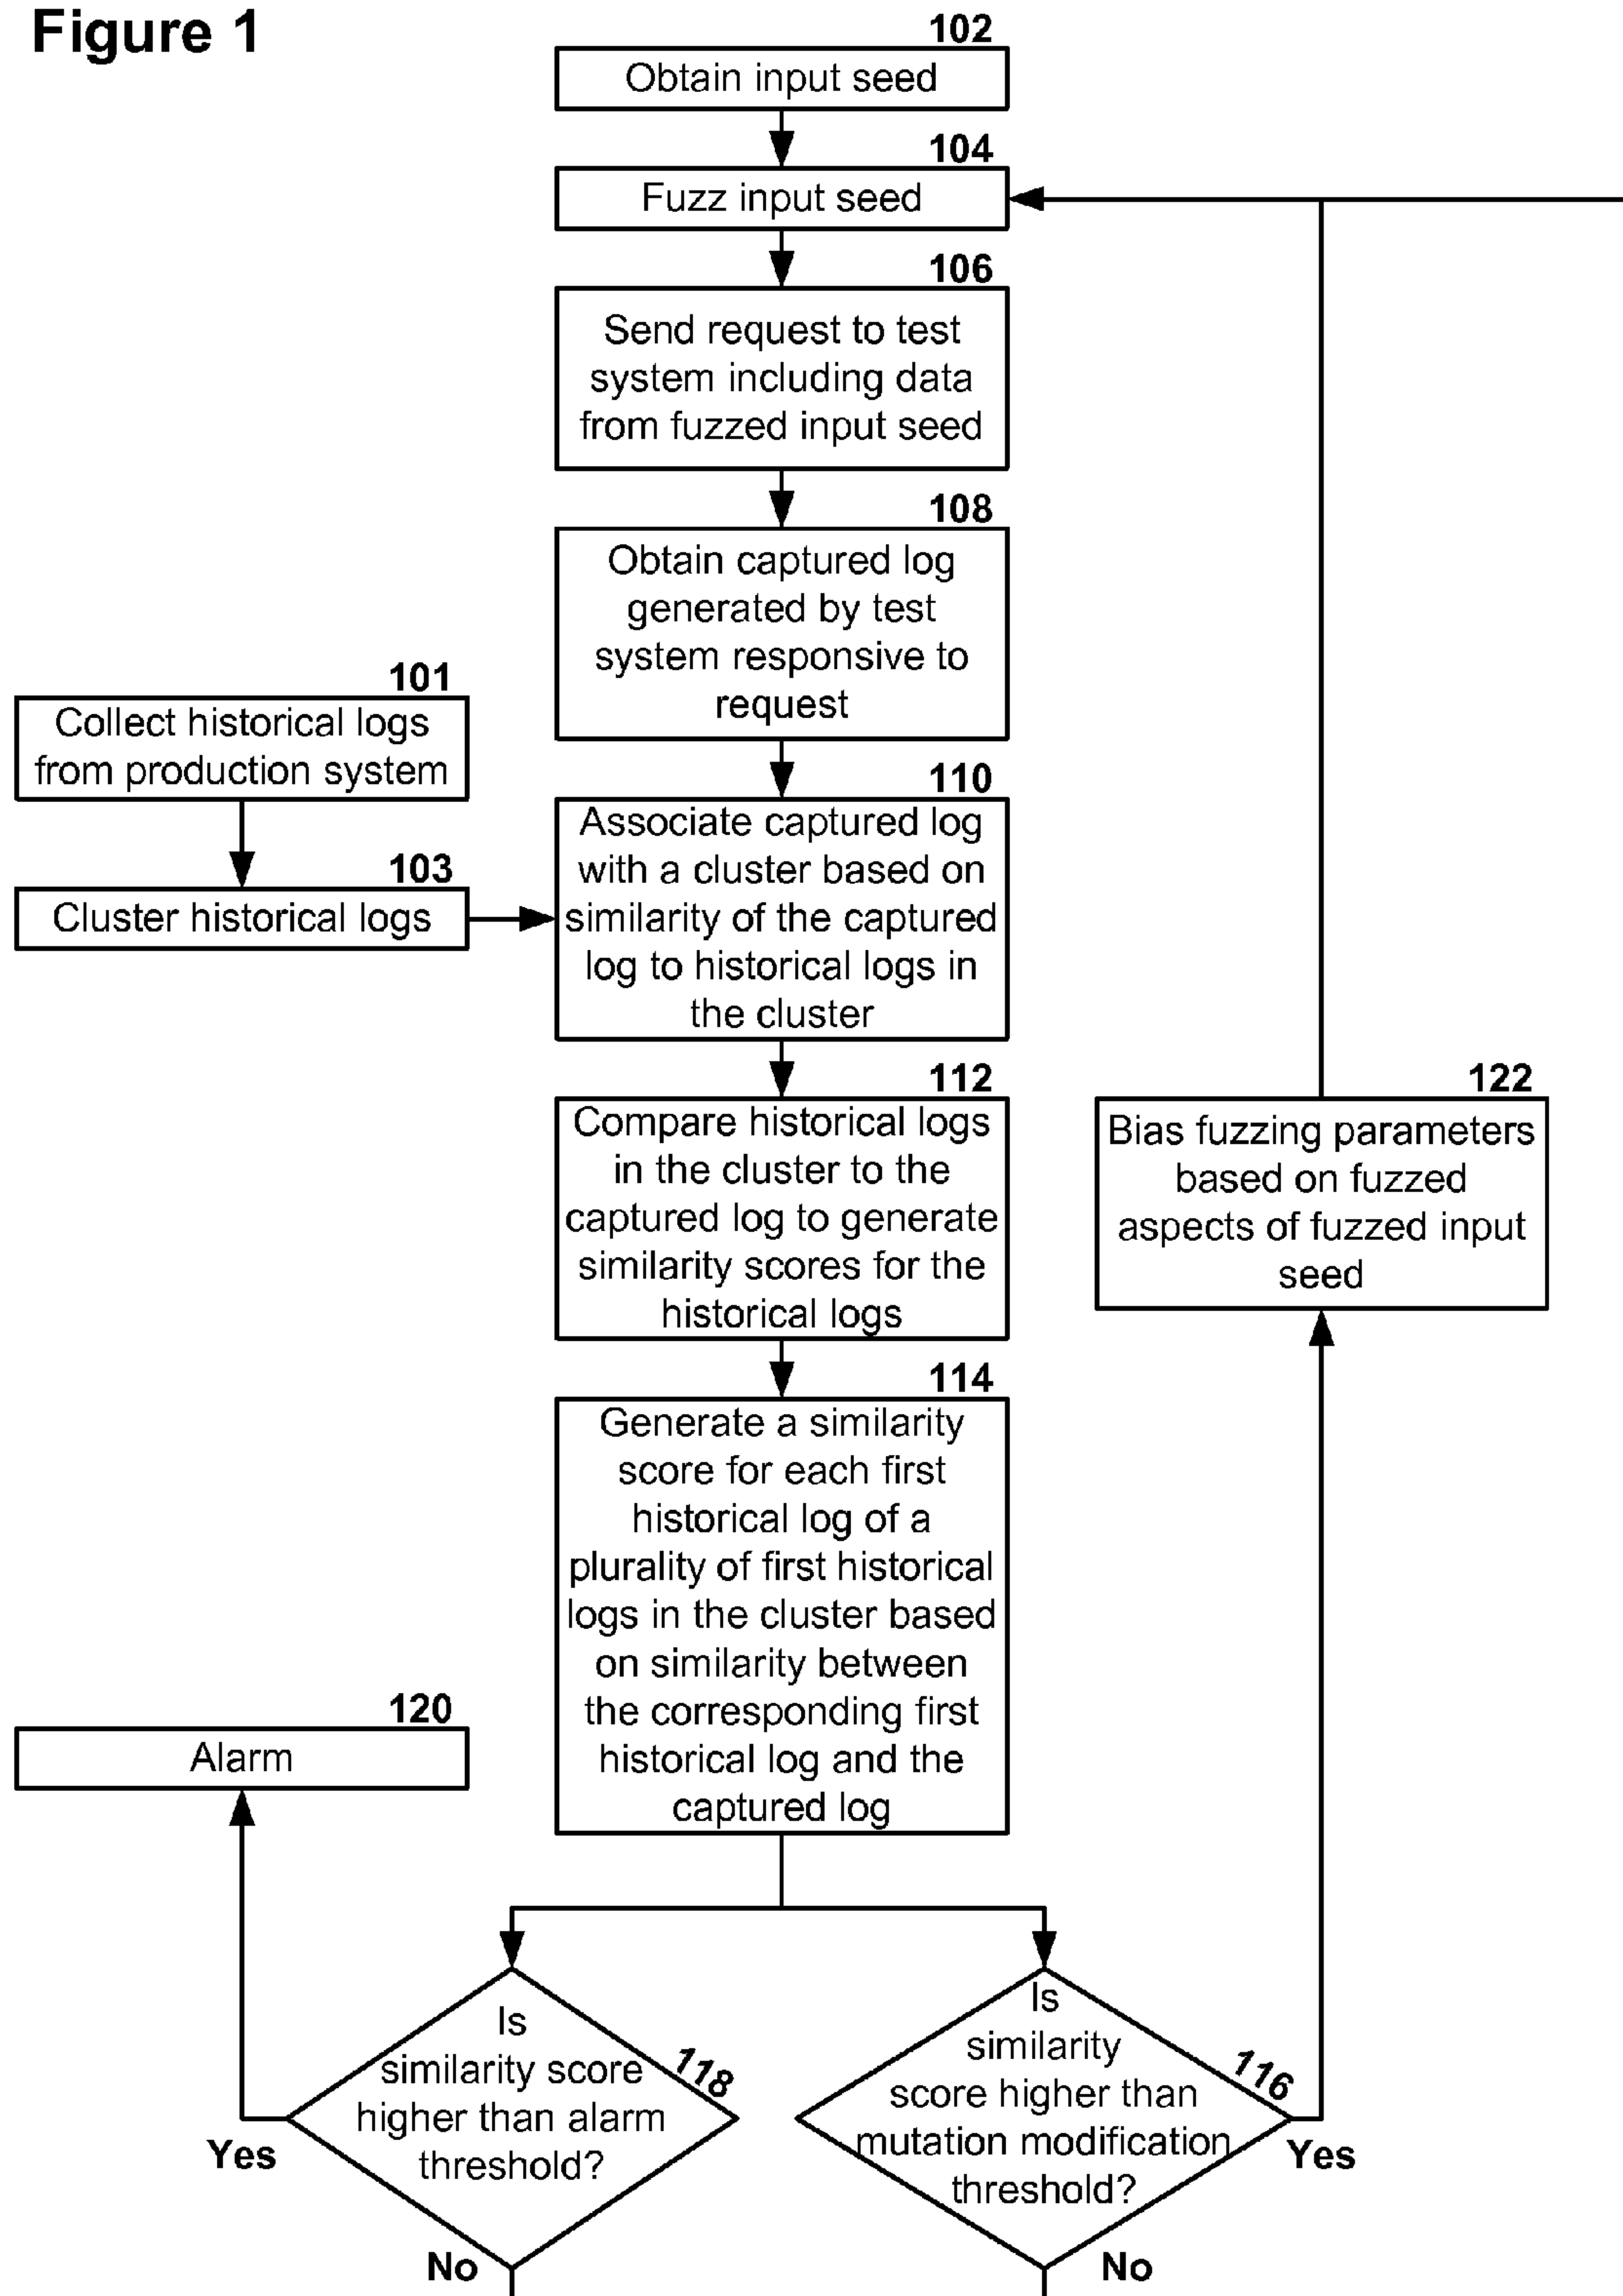 Figure 1
102
Obtain input seed
104
Fuzz input seed
106
Send request to test
system including data
from fuzzed input seed
108
Obtain captured log
generated by test
system responsive to
request
101
Collect historical logs
from production system
103
Cluster historical logs
110
Associate captured log
with a cluster based on
similarity of the captured
log to historical logs in
the cluster
112
Compare historical logs
in the cluster to the
captured log to generate
similarity scores for the
historical logs
122
Bias fuzzing parameters
based on fuzzed
aspects of fuzzed input
seed
114
Generate a similarity
score for each first
historical log of a
plurality of first historical
logs in the cluster based
on similarity between
the corresponding first
historical log and the
captured log
120
Alarm
Is
similarity score
higher than alarm
threshold?
118
Yes
No
Is
similarity
score higher than
mutation modification
threshold?
116
Yes
No